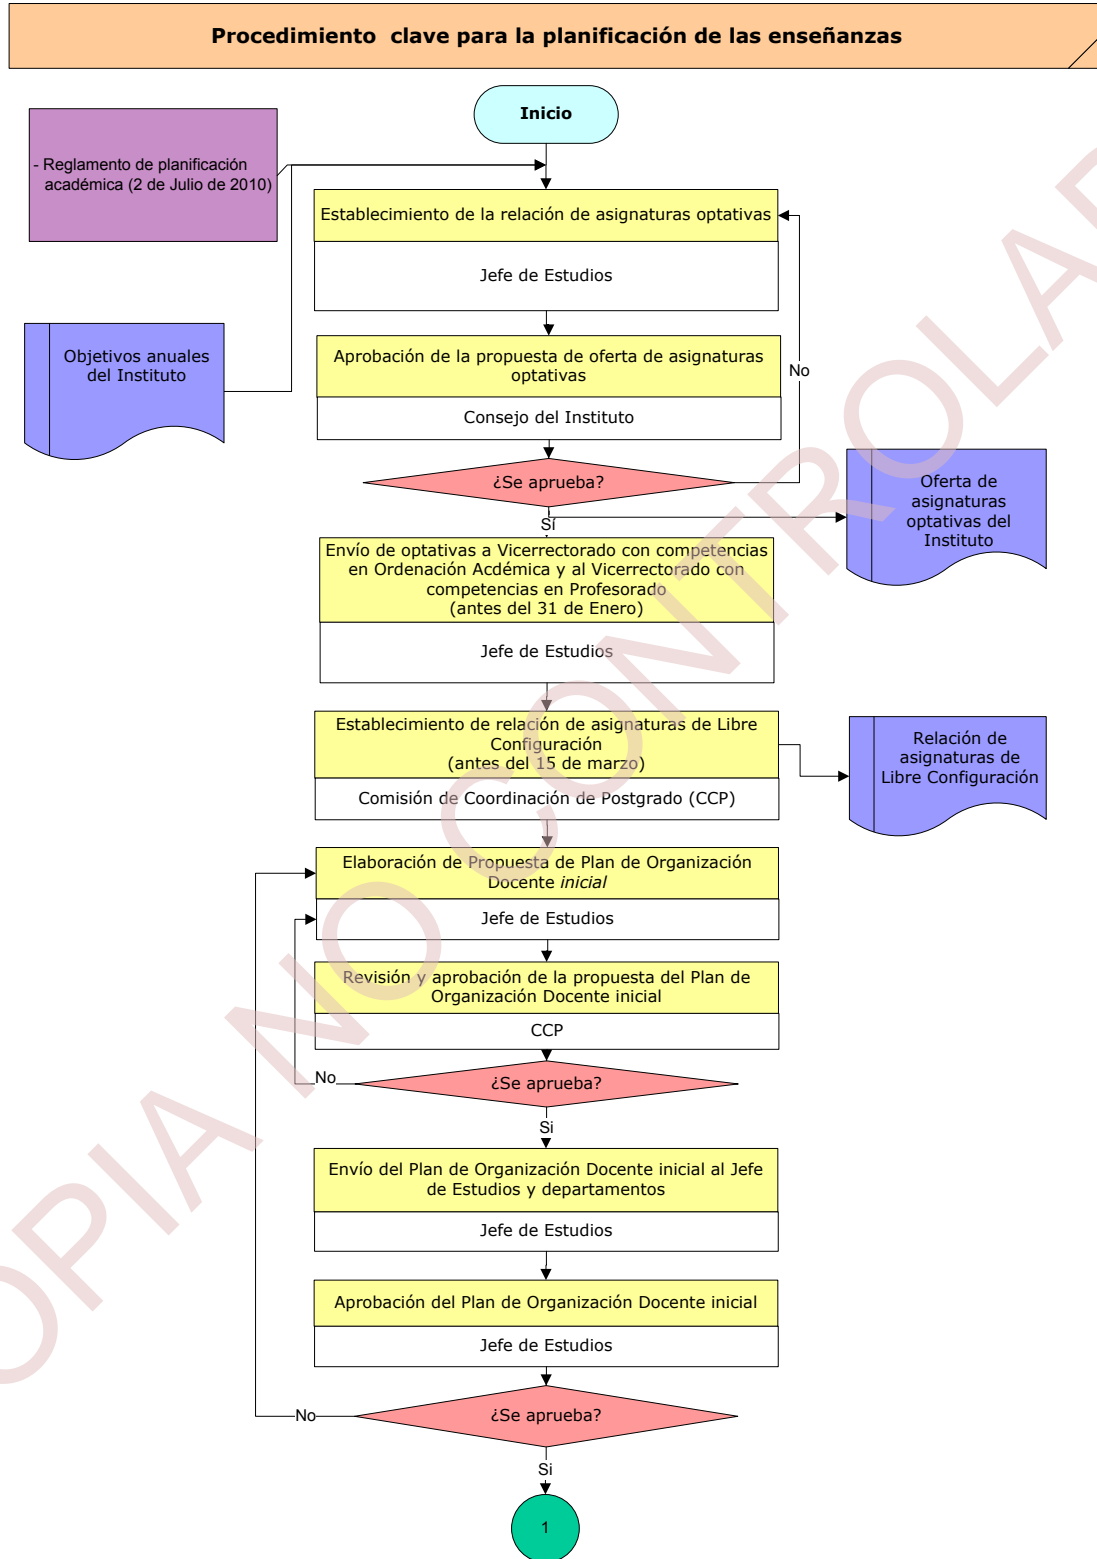 Procedimiento clave para la planificación de las enseñanzas
Inicio
- Reglamento de planificación
académica (2 de Julio de 2010)
Establecimiento de la relación de asignaturas optativas
Jefe de Estudios
Objetivos anuales
del Instituto
Aprobación de la propuesta de oferta de asignaturas
optativas
Consejo del Instituto
No
¿Se aprueba?
Sí
Oferta de
asignaturas
optativas del
Instituto
Envío de optativas a Vicerrectorado con competencias
en Ordenación Acdémica y al Vicerrectorado con
competencias en Profesorado
(antes del 31 de Enero)
Jefe de Estudios
Establecimiento de relación de asignaturas de Libre
Configuración
(antes del 15 de marzo)
Comisión de Coordinación de Postgrado (CCP)
Relación de
asignaturas de
Libre Configuración
Elaboración de Propuesta de Plan de Organización
Docente inicial
Jefe de Estudios
Revisión y aprobación de la propuesta del Plan de
Organización Docente inicial
CCP
¿Se aprueba?
No
Si
Envío del Plan de Organización Docente inicial al Jefe
de Estudios y departamentos
Jefe de Estudios
Aprobación del Plan de Organización Docente inicial
Jefe de Estudios
¿Se aprueba?
No
Si
1
OPIA NO CONTROLAD